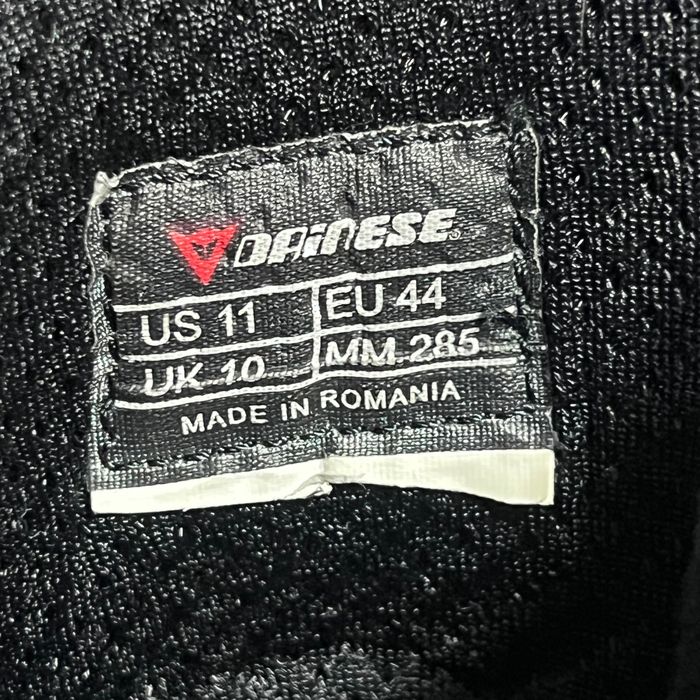 DAiNESE
US 11 EU 44
UK 10 MM 285
MADE IN ROMANIA